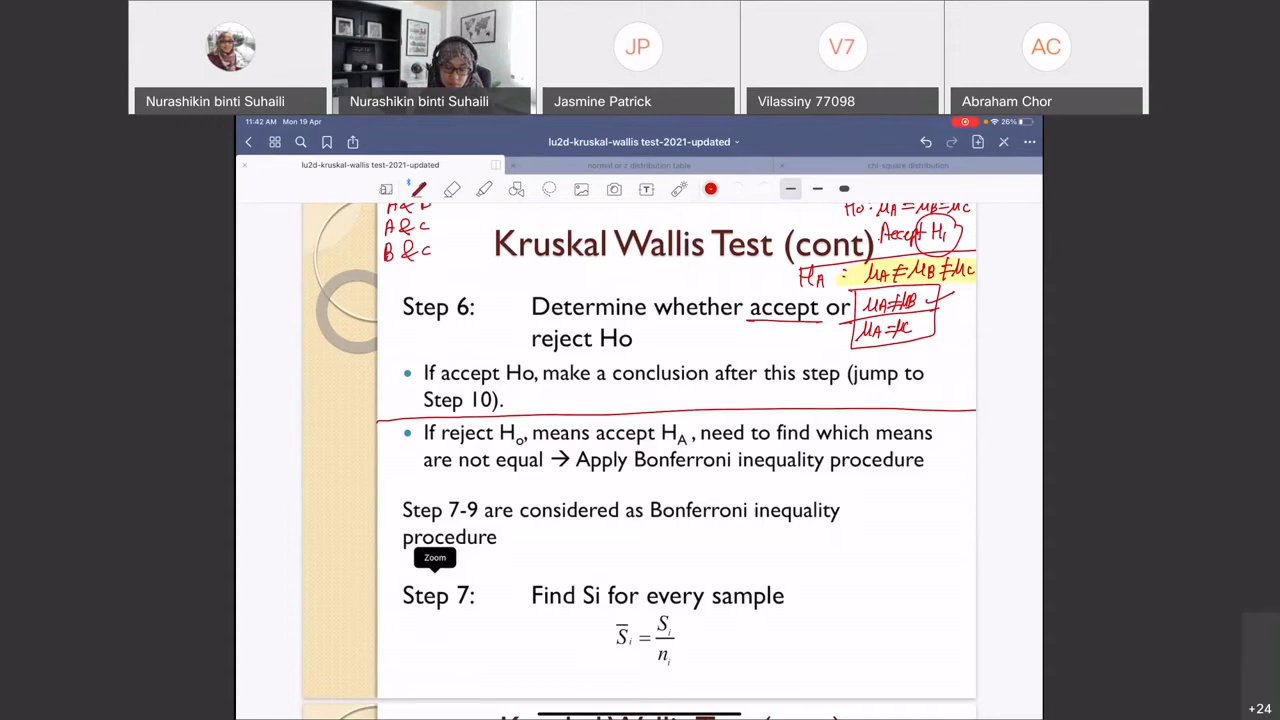 Nurashikin binti Suhaili
Nurashikin binti Suhaili
JP
Jasmine Patrick
V7
Vilassiny 77098
AC
Abraham Chor
11:42 AM Mon 19 Apr
26%
lu2d-kruskal-wallis test-2021-updated
lu2d-kruskal-wallis test-2021-updated
normal or z distribution table
chi-square distribution
A & B
A & C
B & C
Ho: μA = μB = μC
Accept H1
Kruskal Wallis Test (cont)
HA : μA ≠ μB ≠ μC
μA ≠ μB
μA = μC
Step 6: Determine whether accept or
reject Ho
• If accept Ho, make a conclusion after this step (jump to
Step 10).
• If reject Ho, means accept HA , need to find which means
are not equal → Apply Bonferroni inequality procedure
Step 7-9 are considered as Bonferroni inequality
procedure
Zoom
Step 7: Find Si for every sample
S̅i = Si / ni
Kruskal Wallis Test (cont)
+24